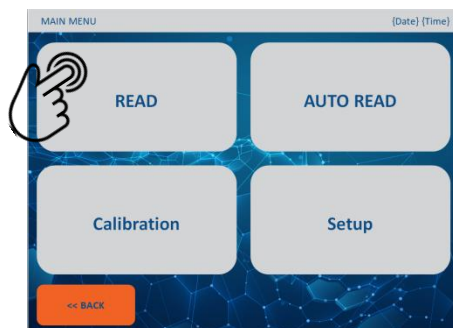 MAIN MENU {Date} {Time}
READ AUTO READ
Calibration Setup
<< BACK